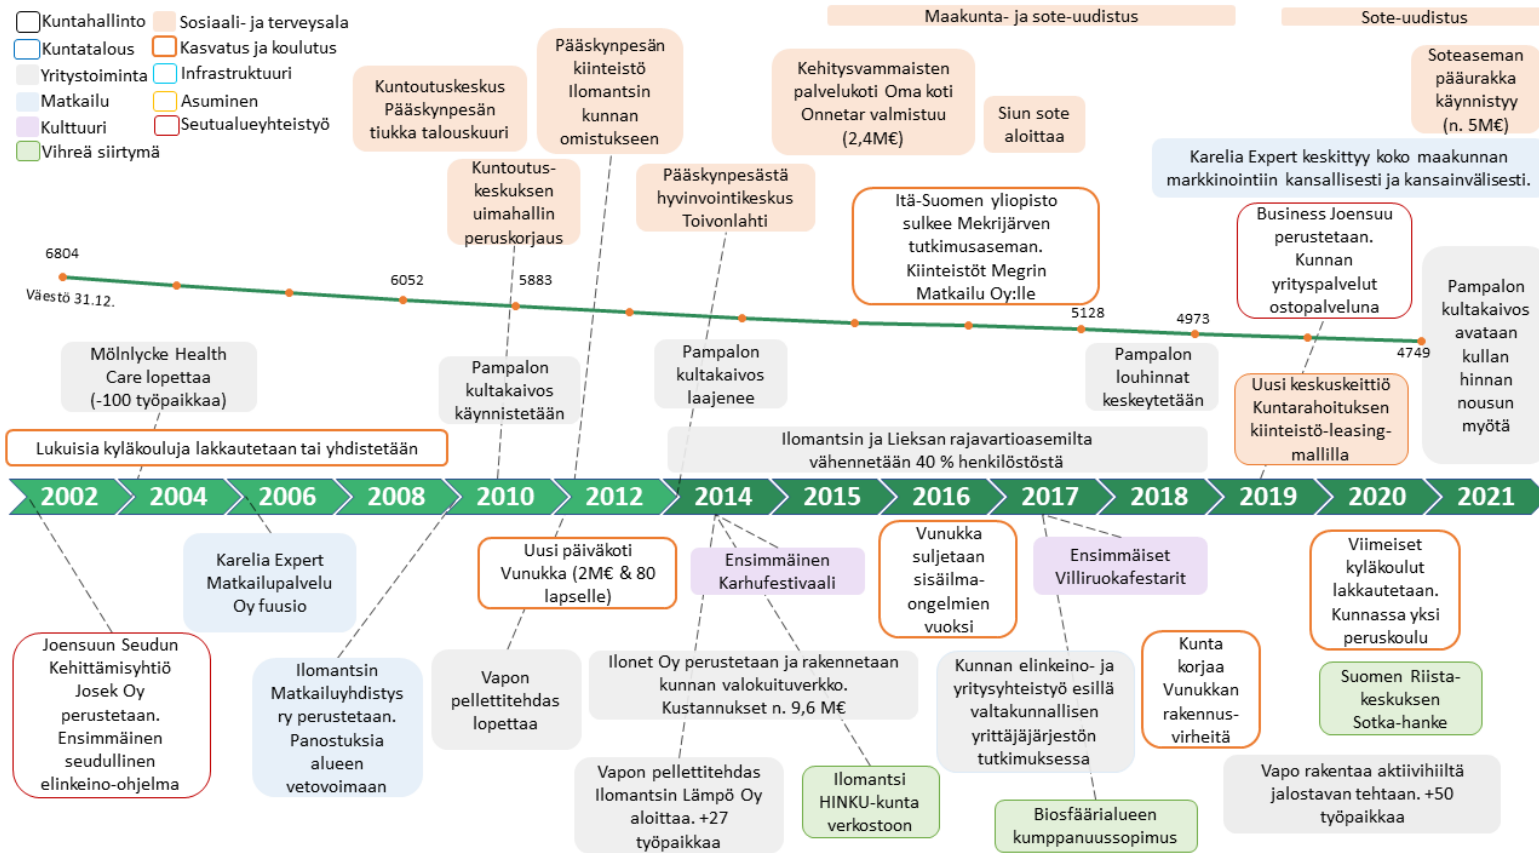 Kuntahallinto
Kuntatalous
Yritystoiminta
Matkailu
Kulttuuri
Vihreä siirtymä
Sosiaali- ja terveysala
Kasvatus ja koulutus
Infrastruktuuri
Asuminen
Seutualueyhteistyö
Maakunta- ja sote-uudistus
Sote-uudistus
Kuntoutuskeskus
Pääskynpesän
tiukka talouskuuri
Pääskynpesän
kiinteistö
Ilomantsin
kunnan
omistukseen
Kehitysvammaisten
palvelukoti Oma koti
Onnetar valmistuu
(2,4M€)
Siun sote
aloittaa
Soteaseman
pääurakka
käynnistyy
(n. 5M€)
Kuntoutus-
keskuksen
uimahallin
peruskorjaus
Pääskynpesästä
hyvinvointikeskus
Toivonlahti
Itä-Suomen yliopisto
sulkee Mekrijärven
tutkimusaseman.
Kiinteistöt Megrin
Matkailu Oy:lle
Karelia Expert keskittyy koko maakunnan
markkinointiin kansallisesti ja kansainvälisesti.
Business Joensuu
perustetaan.
Kunnan
yrityspalvelut
ostopalveluna
6804
Väestö 31.12.
6052
5883
5128
4973
4749
Pampalon
kultakaivos
avataan
kullan
hinnan
nousun
myötä
Mölnlycke Health
Care lopettaa
(-100 työpaikkaa)
Pampalon
kultakaivos
käynnistetään
Pampalon
kultakaivos
laajenee
Pampalon
louhinnat
keskeytetään
Uusi keskuskeittiö
Kuntarahoituksen
kiinteistö-leasing-
mallilla
Lukuisia kyläkouluja lakkautetaan tai yhdistetään
Ilomantsin ja Lieksan rajavartioasemilta
vähennetään 40 % henkilöstöstä
2002
2004
2006
2008
2010
2012
2014
2015
2016
2017
2018
2019
2020
2021
Karelia Expert
Matkailupalvelu
Oy fuusio
Uusi päiväkoti
Vunukka (2M€ & 80
lapselle)
Ensimmäinen
Karhufestivaali
Vunukka
suljetaan
sisäilma-
ongelmien
vuoksi
Ensimmäiset
Villiruokafestarit
Viimeiset
kyläkoulut
lakkautetaan.
Kunnassa yksi
peruskoulu
Joensuun Seudun
Kehittämisyhtiö
Josek Oy
perustetaan.
Ensimmäinen
seudullinen
elinkeino-ohjelma
Ilomantsin
Matkailuyhdistys
ry perustetaan.
Panostuksia
alueen
vetovoimaan
Vapon
pellettitehdas
lopettaa
Ilonet Oy perustetaan ja rakennetaan
kunnan valokuituverkko.
Kustannukset n. 9,6 M€
Kunnan elinkeino- ja
yritysyhteistyö esillä
valtakunnallisen
yrittäjäjärjestön
tutkimuksessa
Kunta
korjaa
Vunukkan
rakennus-
virheitä
Suomen Riista-
keskuksen
Sotka-hanke
Vapon pellettitehdas
Ilomantsin Lämpö Oy
aloittaa. +27
työpaikkaa
Ilomantsi
HINKU-kunta
verkostoon
Biosfäärialueen
kumppanuussopimus
Vapo rakentaa aktiivihiiltä
jalostavan tehtaan. +50
työpaikkaa